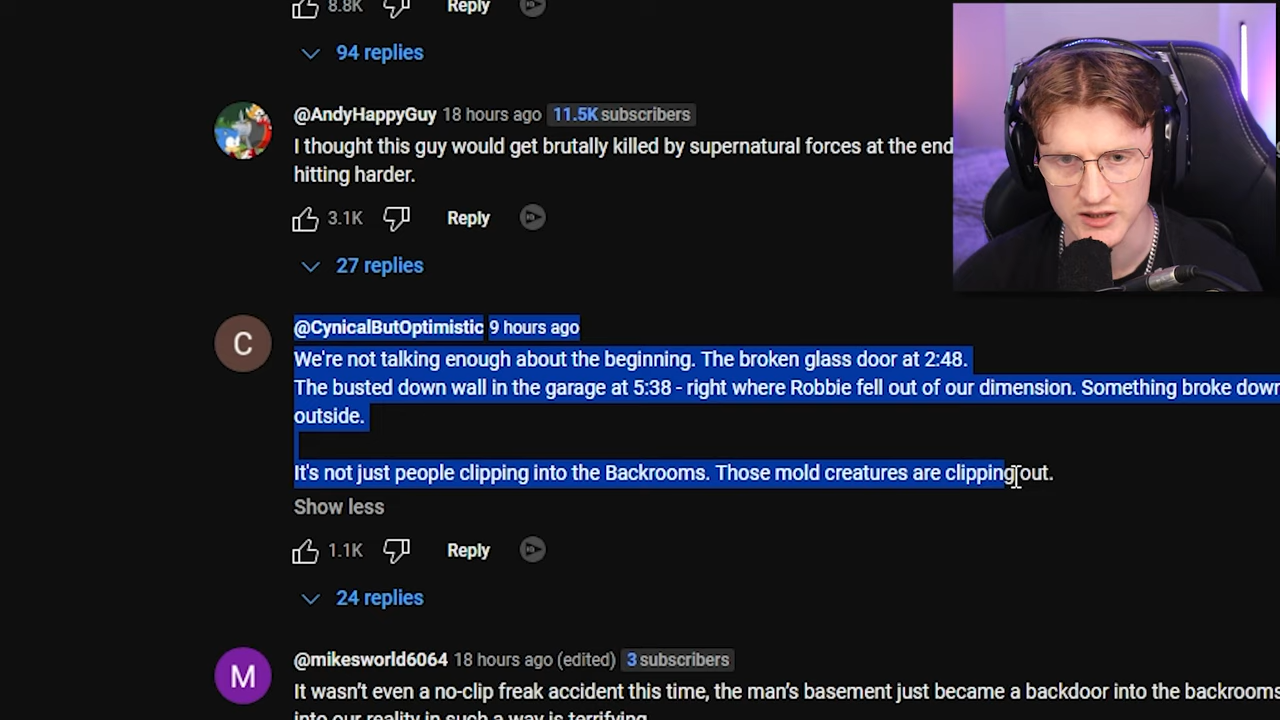 8.8K Reply
94 replies
@AndyHappyGuy 18 hours ago 11.5K subscribers
I thought this guy would get brutally killed by supernatural forces at the end
hitting harder.
3.1K Reply
27 replies
C
@CynicalButOptimistic 9 hours ago
We're not talking enough about the beginning. The broken glass door at 2:48.
The busted down wall in the garage at 5:38 - right where Robbie fell out of our dimension. Something broke down
outside.
It's not just people clipping into the Backrooms. Those mold creatures are clipping out.
Show less
1.1K Reply
24 replies
M
@mikesworld6064 18 hours ago (edited) 3 subscribers
It wasn't even a no-clip freak accident this time, the man's basement just became a backdoor into the backrooms
into our reality in such a way is terrifying.